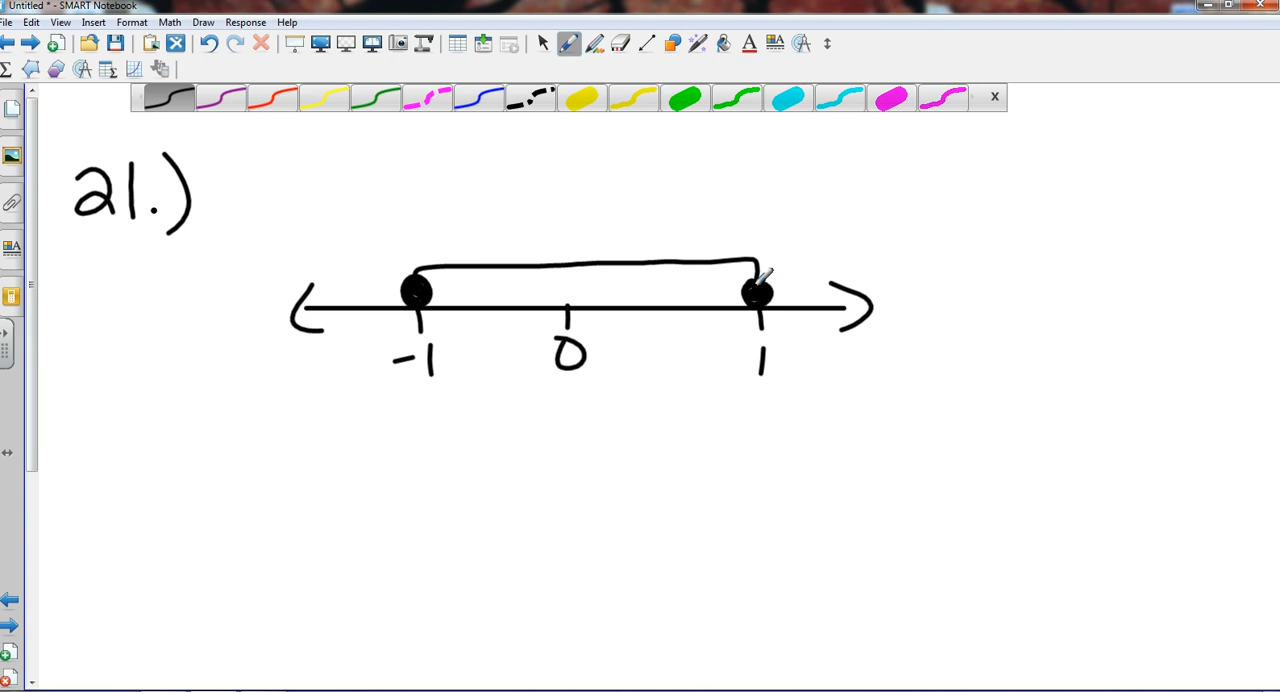 Untitled * - SMART Notebook
File Edit View Insert Format Math Draw Response Help
x
21.)
-1 0 1